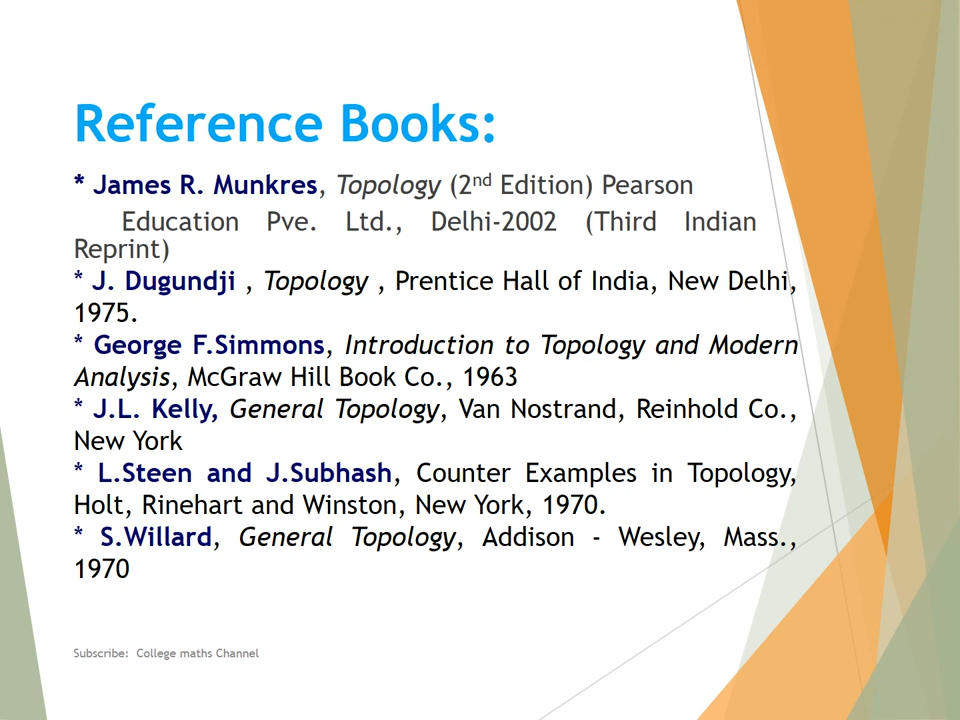 Reference Books:
* James R. Munkres, Topology (2nd Edition) Pearson
Education Pve. Ltd., Delhi-2002 (Third Indian
Reprint)
* J. Dugundji , Topology , Prentice Hall of India, New Delhi,
1975.
* George F.Simmons, Introduction to Topology and Modern
Analysis, McGraw Hill Book Co., 1963
* J.L. Kelly, General Topology, Van Nostrand, Reinhold Co.,
New York
* L.Steen and J.Subhash, Counter Examples in Topology,
Holt, Rinehart and Winston, New York, 1970.
* S.Willard, General Topology, Addison - Wesley, Mass.,
1970
Subscribe: College maths Channel